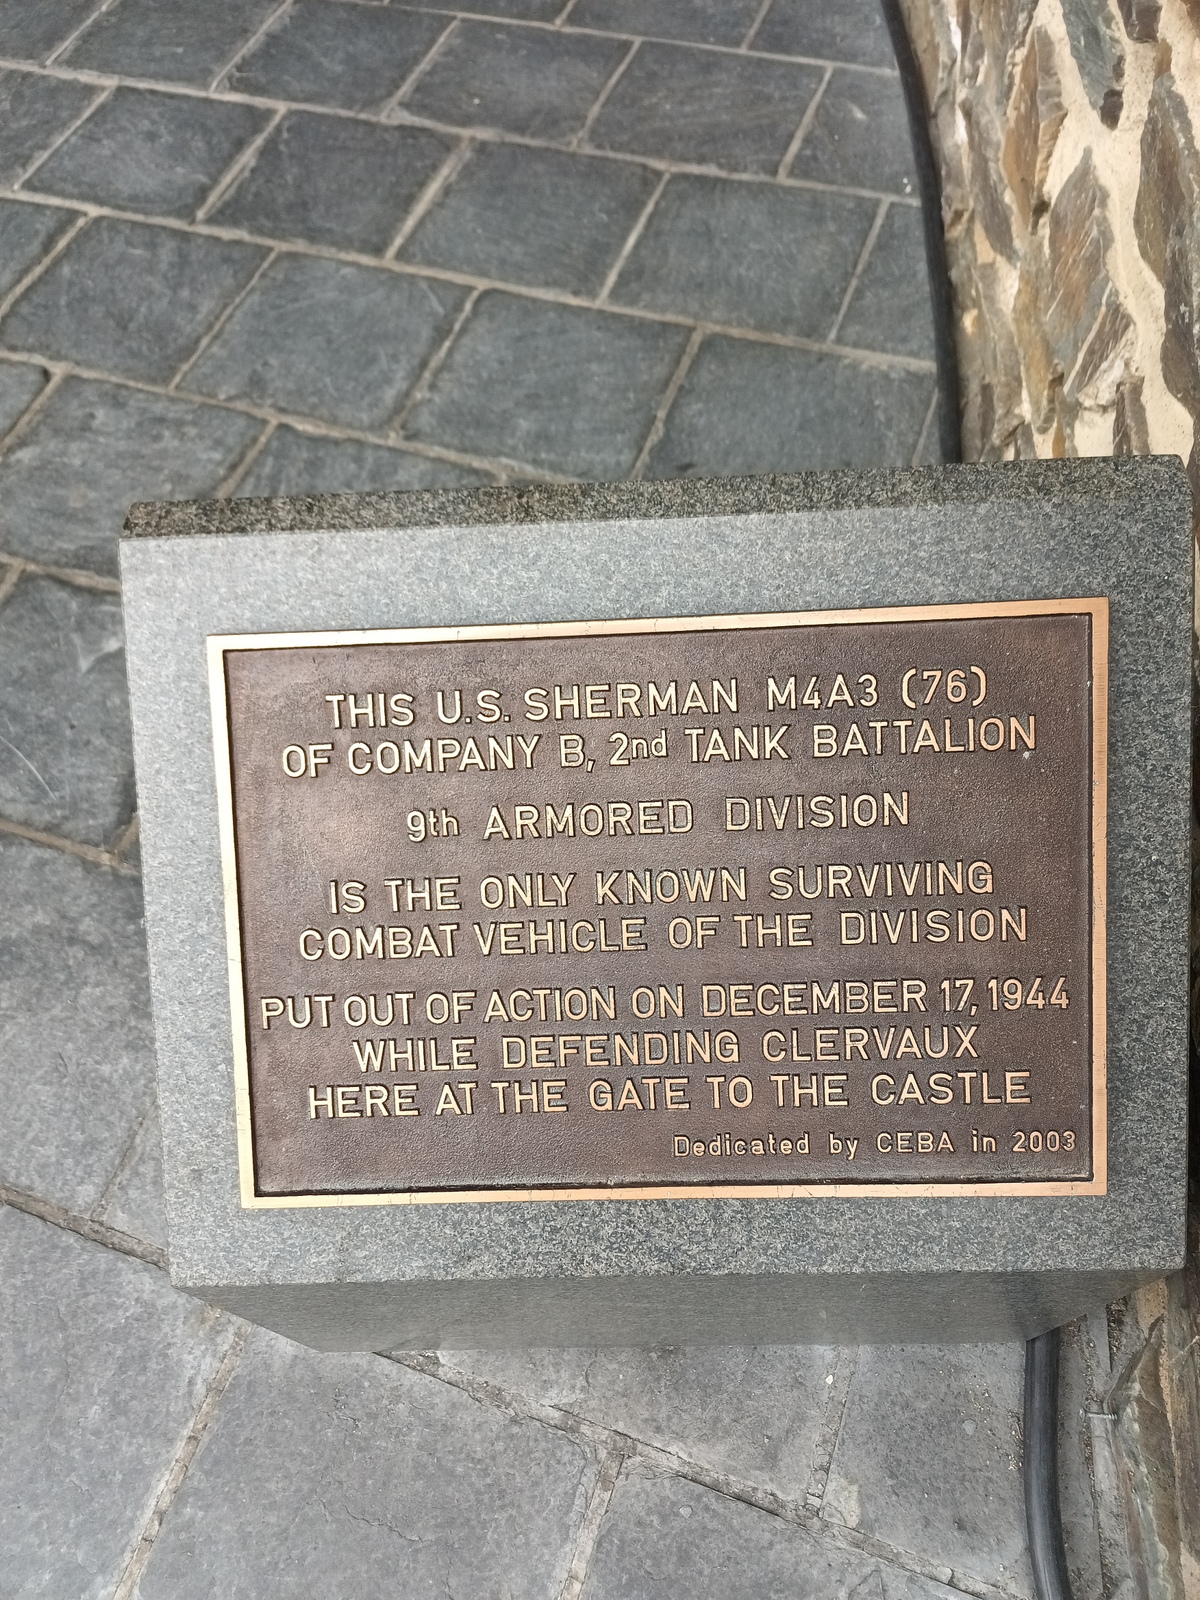 THIS U.S. SHERMAN M4A3 (76)
OF COMPANY B, 2nd TANK BATTALION
9th ARMORED DIVISION
IS THE ONLY KNOWN SURVIVING
COMBAT VEHICLE OF THE DIVISION
PUT OUT OF ACTION ON DECEMBER 17, 1944
WHILE DEFENDING CLERVAUX
HERE AT THE GATE TO THE CASTLE
Dedicated by CEBA in 2003